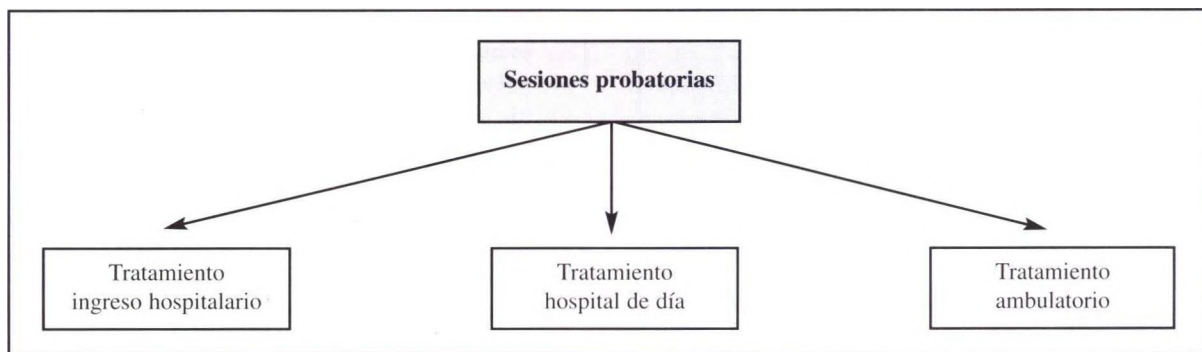 Sesiones probatorias
Tratamiento
ingreso hospitalario
Tratamiento
hospital de día
Tratamiento
ambulatorio